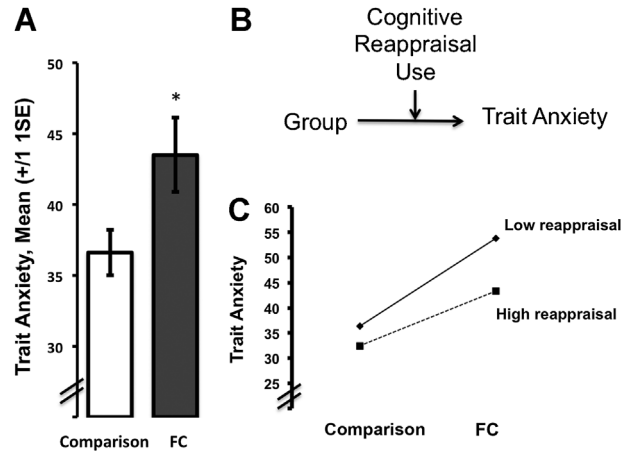 A
Trait Anxiety, Mean (+/1 1SE)
50
45
40
35
30
*
Comparison
FC
B
Cognitive
Reappraisal
Use
Group
Trait Anxiety
C
Trait Anxiety
60
55
50
45
40
35
30
25
Low reappraisal
High reappraisal
Comparison
FC